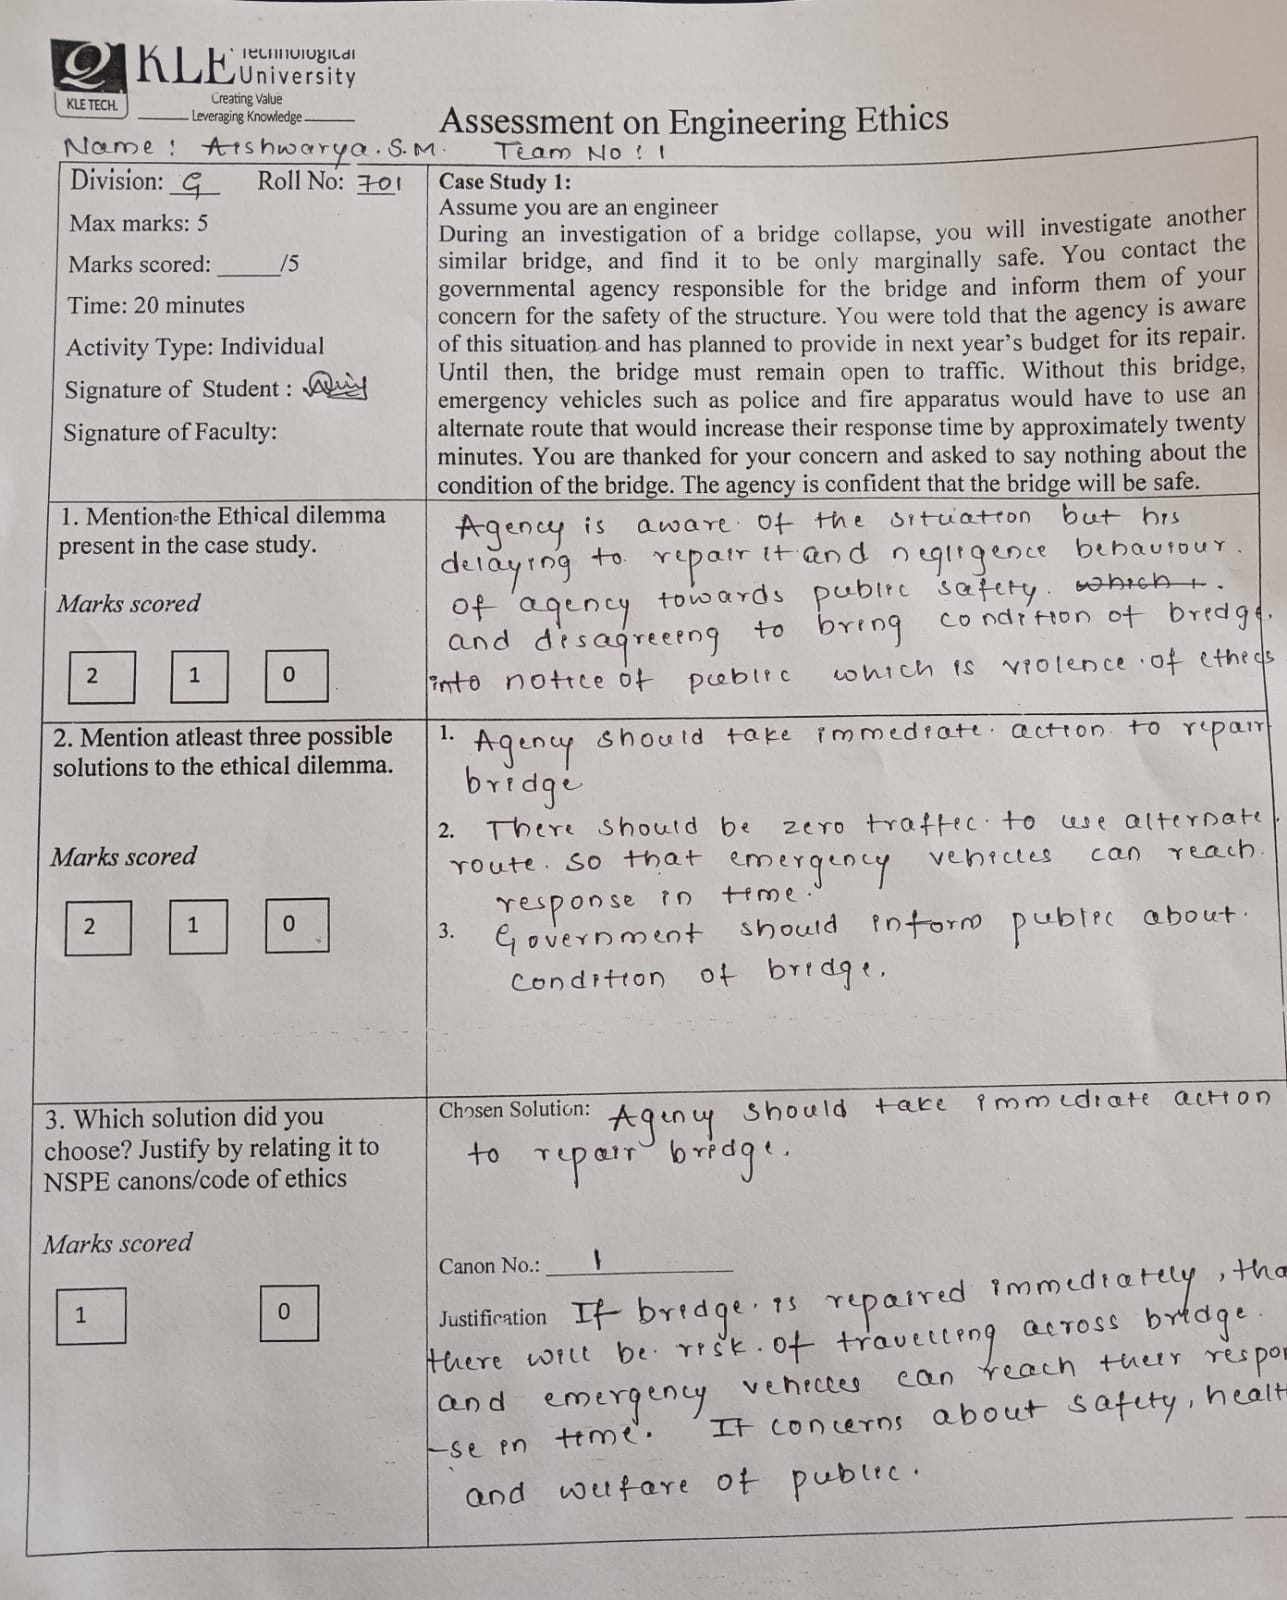 KLE Technological
University
KLE TECH.
Creating Value
Leveraging Knowledge
Assessment on Engineering Ethics
Name : Aishwarya . S. M. Team No : 1
Division: G Roll No: 701
Max marks: 5
Marks scored: _____/5
Time: 20 minutes
Activity Type: Individual
Signature of Student :
Signature of Faculty:
Case Study 1:
Assume you are an engineer
During an investigation of a bridge collapse, you will investigate another
similar bridge, and find it to be only marginally safe. You contact the
governmental agency responsible for the bridge and inform them of your
concern for the safety of the structure. You were told that the agency is aware
of this situation and has planned to provide in next year's budget for its repair.
Until then, the bridge must remain open to traffic. Without this bridge,
emergency vehicles such as police and fire apparatus would have to use an
alternate route that would increase their response time by approximately twenty
minutes. You are thanked for your concern and asked to say nothing about the
condition of the bridge. The agency is confident that the bridge will be safe.
1. Mention the Ethical dilemma
present in the case study.
Marks scored
2 1 0
Agency is aware of the situation but his
delaying to repair it and negligence behaviour.
of agency towards public safety. which
and disagreeing to bring condition of bridge.
into notice of public which is violence of ethics
2. Mention atleast three possible
solutions to the ethical dilemma.
Marks scored
2 1 0
1. Agency should take immediate action to repair
bridge
2. There should be zero traffic to use alternate
route. so that emergency vehicles can reach
response in time.
3. Government should inform public about
condition of bridge.
3. Which solution did you
choose? Justify by relating it to
NSPE canons/code of ethics
Marks scored
1 0
Chosen Solution: Agency should take immediate action
to repair bridge.
Canon No.: 1
Justification If bridge is repaired immediately, tha
there will be risk of travelling across bridge.
and emergency vehicles can reach their respon
-se in time. It concerns about safety, healt
and welfare of public.